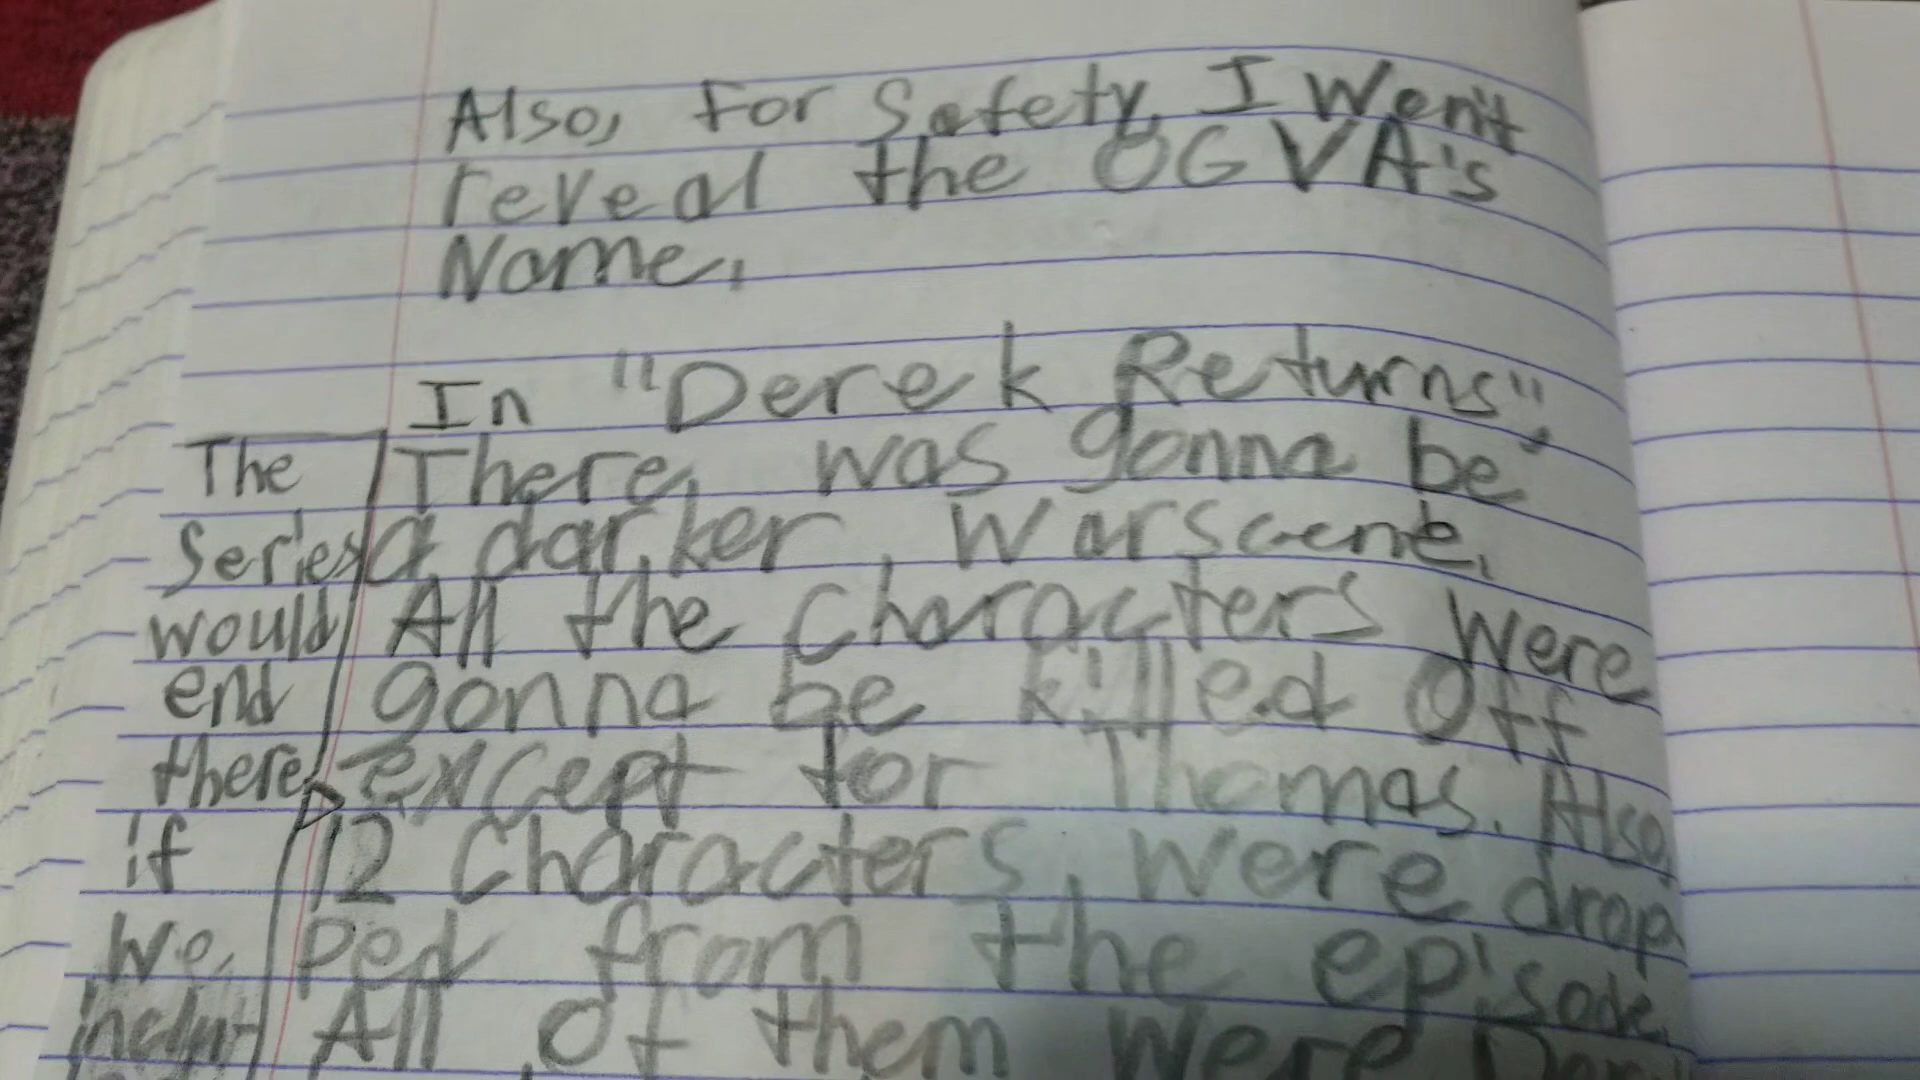 Also, For Safety, I Won't
reveal the OGVA's
Name.
In "Derek Returns",
There, was gonna be
a darker, warscene.
All the characters were
gonna be killed off
except for Thomas. Also,
12 Characters, were drop
ped from the episode.
All of them were
The
series
would
end
there
if
we,